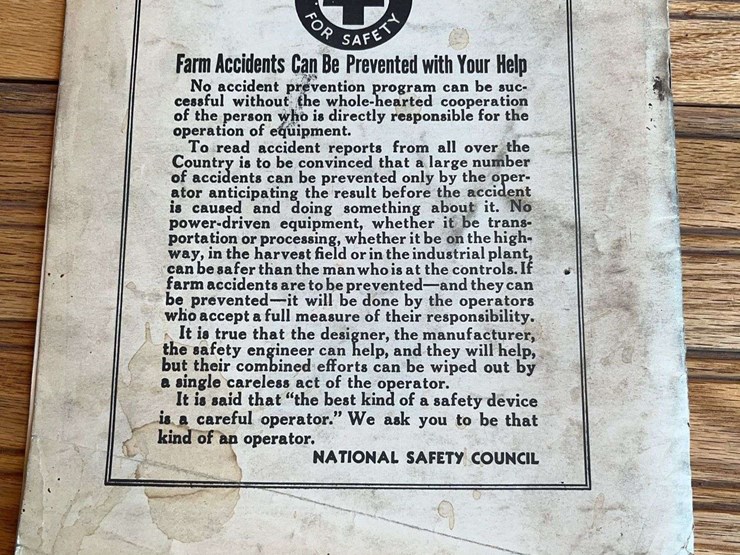 FOR SAFETY
Farm Accidents Can Be Prevented with Your Help
No accident prevention program can be suc-
cessful without the whole-hearted cooperation
of the person who is directly responsible for the
operation of equipment.
To read accident reports from all over the
Country is to be convinced that a large number
of accidents can be prevented only by the oper-
ator anticipating the result before the accident
is caused and doing something about it. No
power-driven equipment, whether it be trans-
portation or processing, whether it be on the high-
way, in the harvest field or in the industrial plant,
can be safer than the man who is at the controls. If
farm accidents are to be prevented—and they can
be prevented—it will be done by the operators
who accept a full measure of their responsibility.
It is true that the designer, the manufacturer,
the safety engineer can help, and they will help,
but their combined efforts can be wiped out by
a single careless act of the operator.
It is said that “the best kind of a safety device
is a careful operator.” We ask you to be that
kind of an operator.
NATIONAL SAFETY COUNCIL